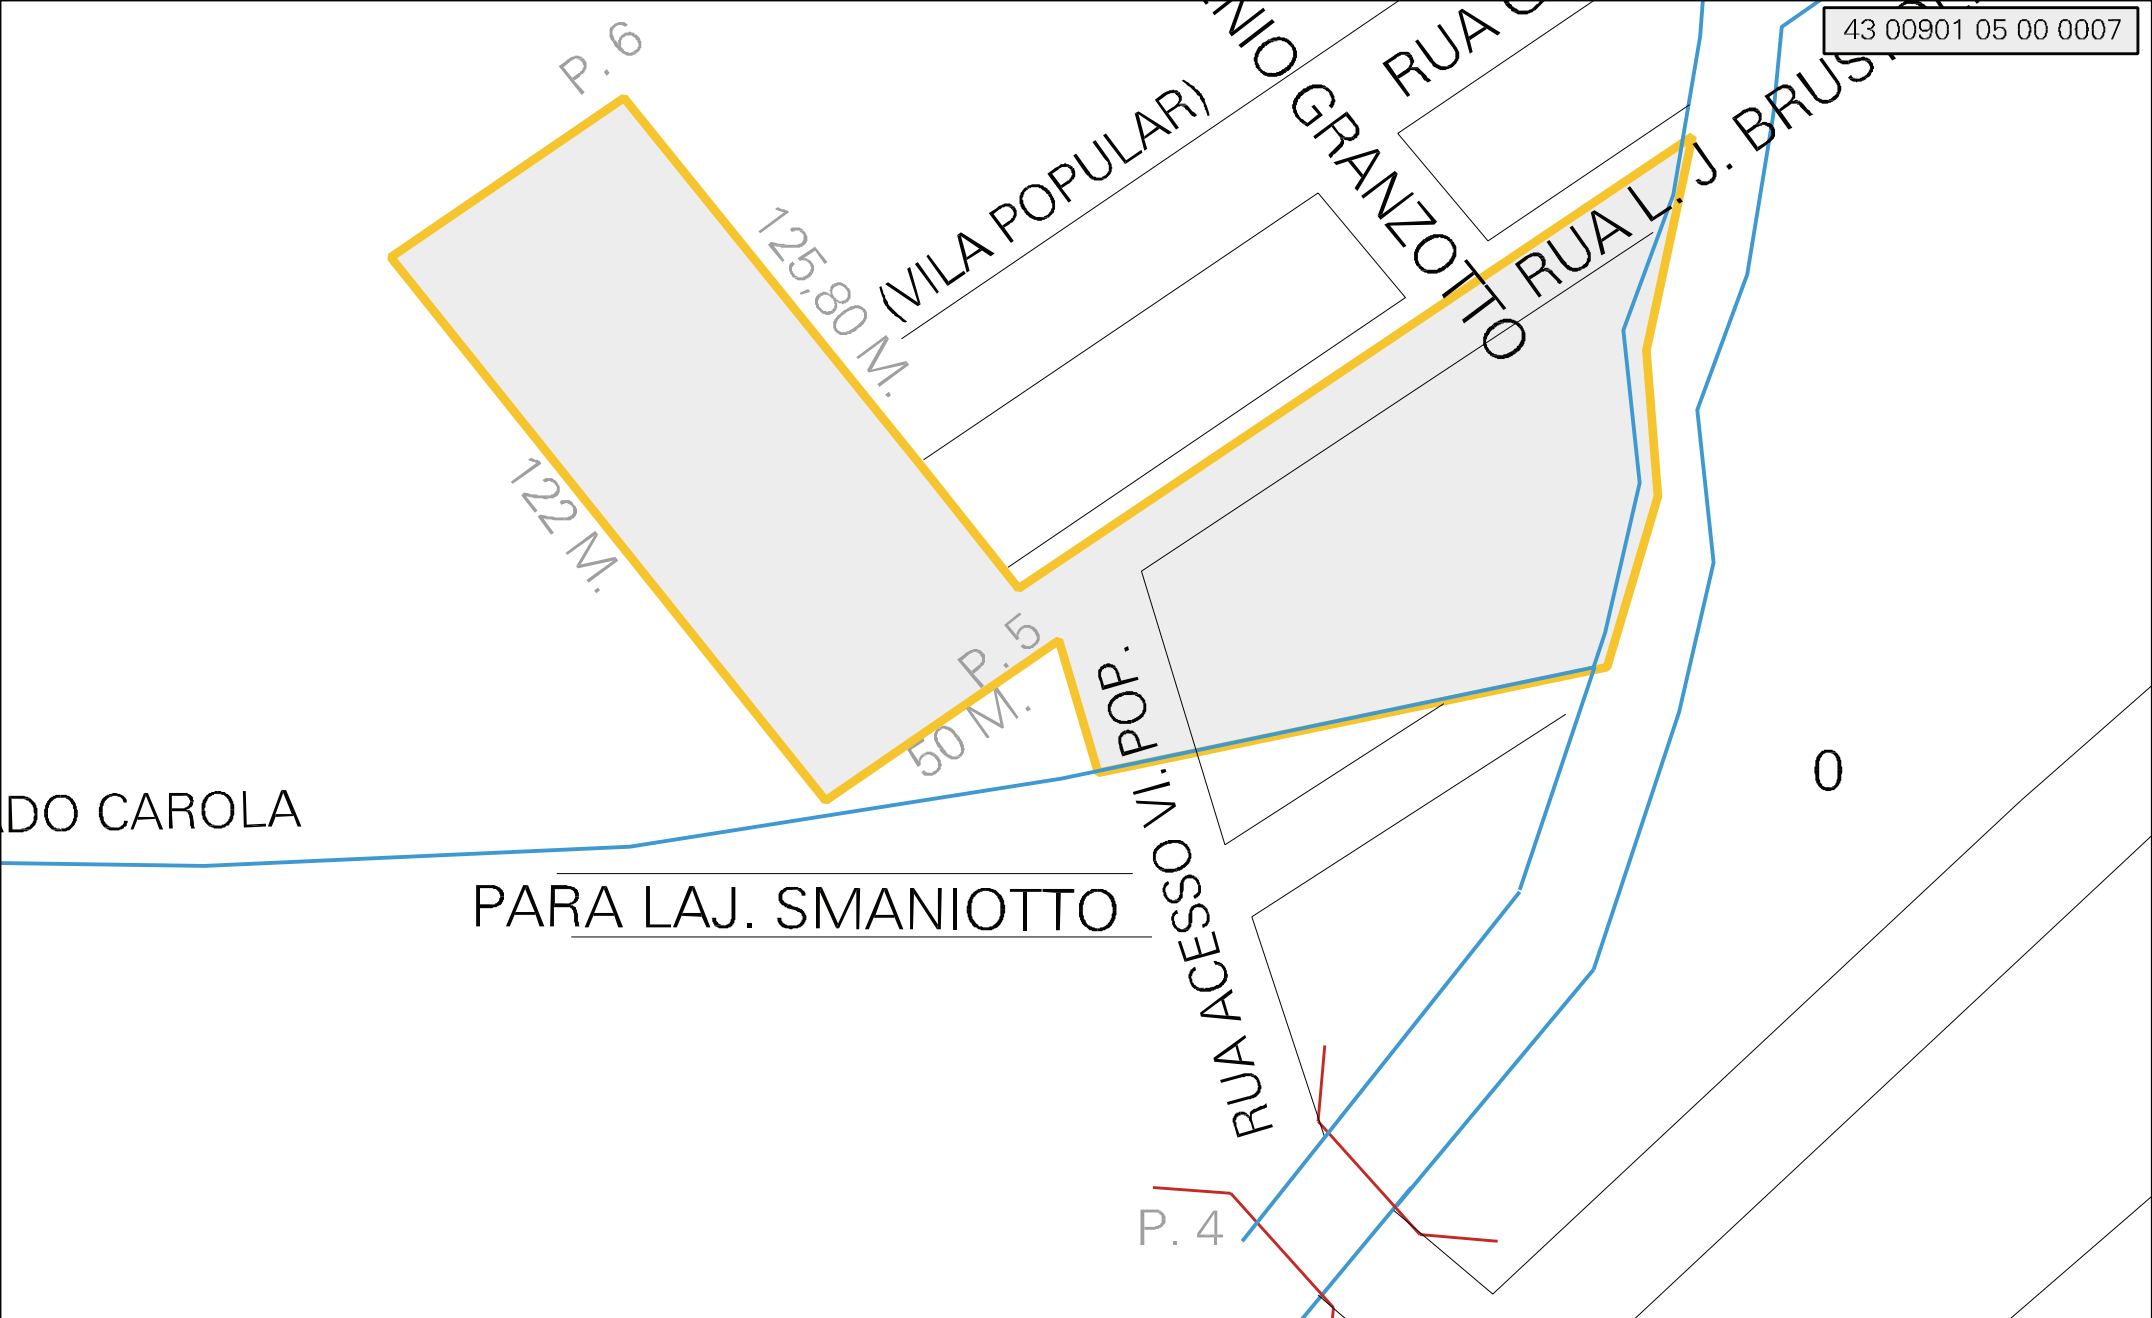 43 00901 05 00 0007
P. 6
RUA
NIO GRANZOTTO
RUA L. J.
(VILA POPULAR)
125,80 M.
122 M.
P. 5
50 M.
RUA ACESSO VI. POP.
0
DO CAROLA
PARA LAJ. SMANIOTTO
P. 4